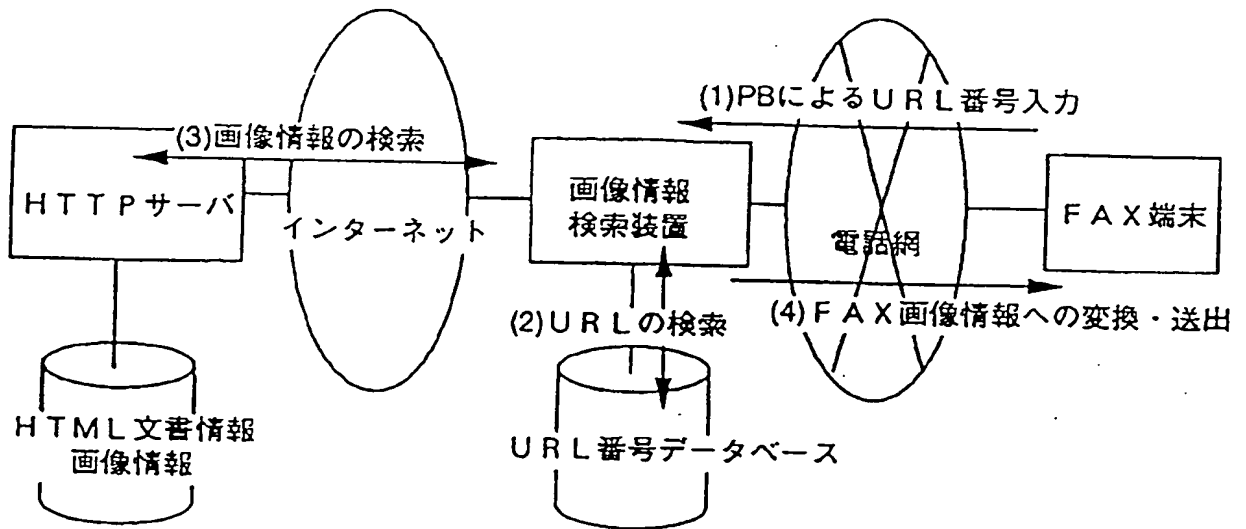 (1)PBによるＵＲＬ番号入力
(3)画像情報の検索
ＨＴＴＰサーバ
インターネット
画像情報
検索装置
電話網
ＦＡＸ端末
(2)ＵＲＬの検索
(4)ＦＡＸ画像情報への変換・送出
ＨＴＭＬ文書情報
画像情報
ＵＲＬ番号データベース